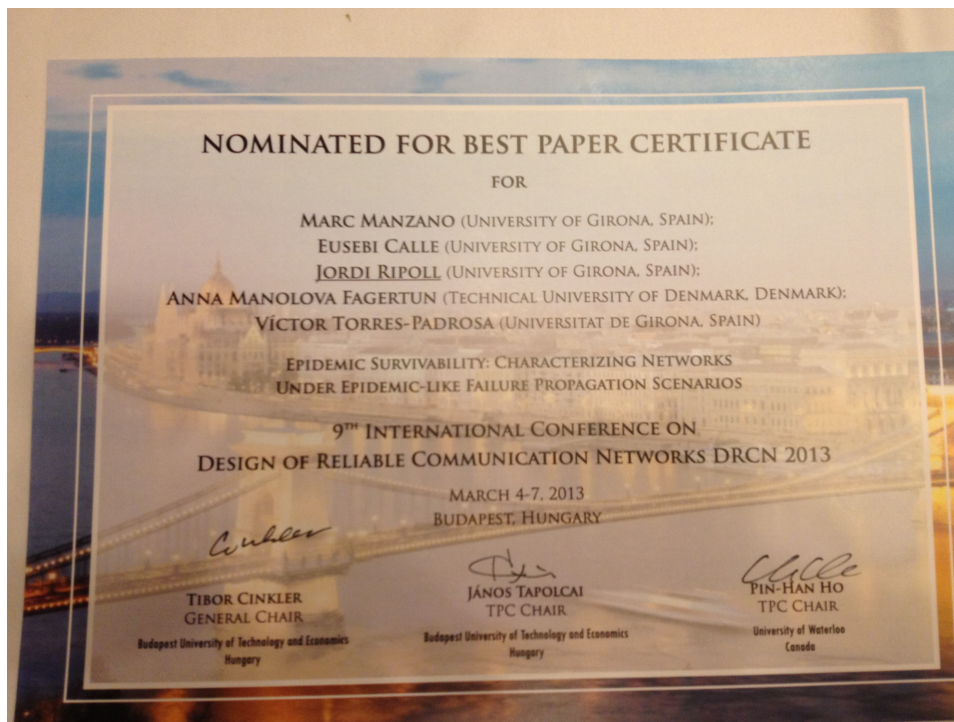 NOMINATED FOR BEST PAPER CERTIFICATE
FOR
MARC MANZANO (UNIVERSITY OF GIRONA, SPAIN);
EUSEBI CALLE (UNIVERSITY OF GIRONA, SPAIN);
JORDI RIPOLL (UNIVERSITY OF GIRONA, SPAIN);
ANNA MANOLOVA FAGERTUN (TECHNICAL UNIVERSITY OF DENMARK, DENMARK);
VÍCTOR TORRES-PADROSA (UNIVERSITAT DE GIRONA, SPAIN)
EPIDEMIC SURVIVABILITY: CHARACTERIZING NETWORKS
UNDER EPIDEMIC-LIKE FAILURE PROPAGATION SCENARIOS
9TH INTERNATIONAL CONFERENCE ON
DESIGN OF RELIABLE COMMUNICATION NETWORKS DRCN 2013
MARCH 4-7, 2013
BUDAPEST, HUNGARY
TIBOR CINKLER
GENERAL CHAIR
Budapest University of Technology and Economics
Hungary
JÁNOS TAPOLCAI
TPC CHAIR
Budapest University of Technology and Economics
Hungary
PIN-HAN HO
TPC CHAIR
University of Waterloo
Canada